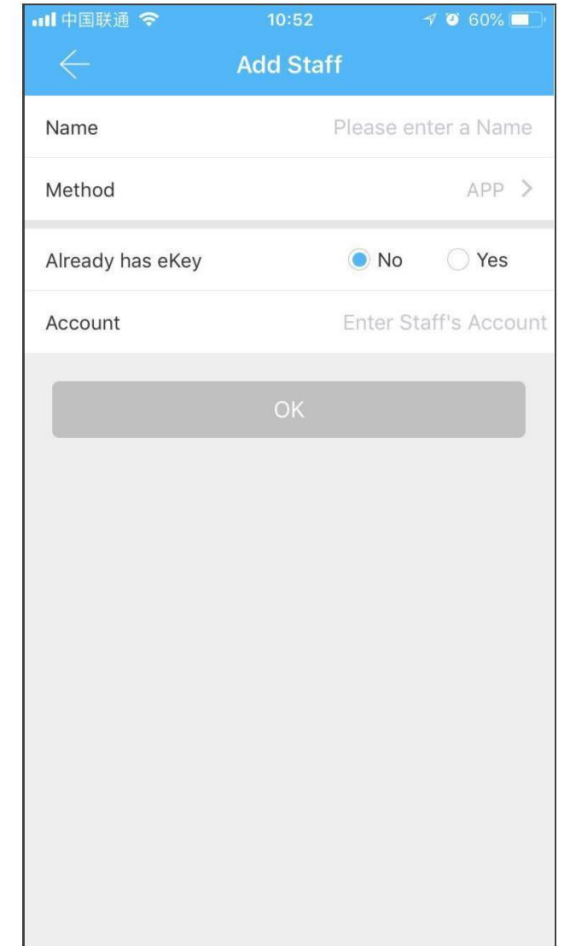 中国联通 10:52 60%
Add Staff
Name Please enter a Name
Method APP
Already has eKey No Yes
Account Enter Staff's Account
OK